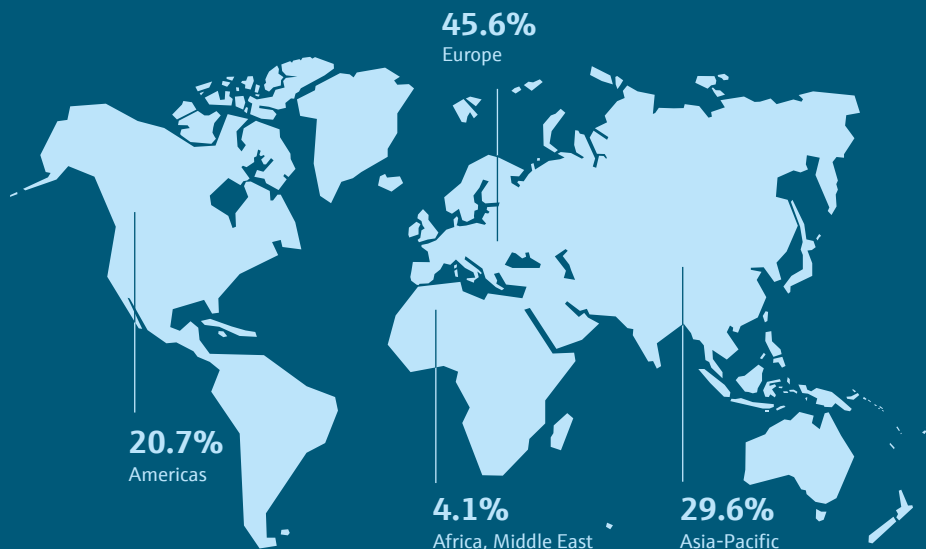 45.6%
Europe
20.7%
Americas
4.1%
Africa, Middle East
29.6%
Asia-Pacific